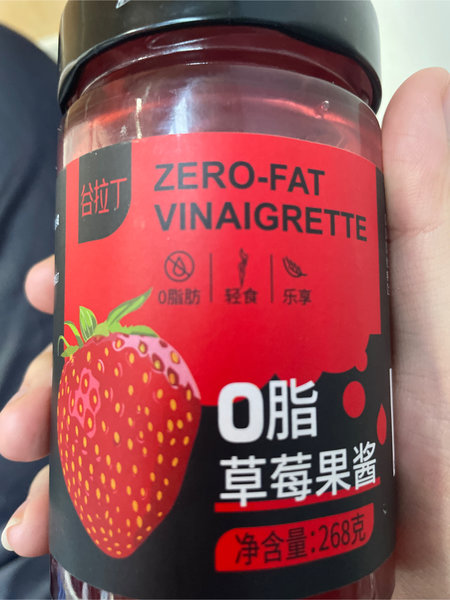 谷拉丁
ZERO-FAT
VINAIGRETTE
0脂肪 轻食 乐享
0脂
草莓果酱
净含量:268克